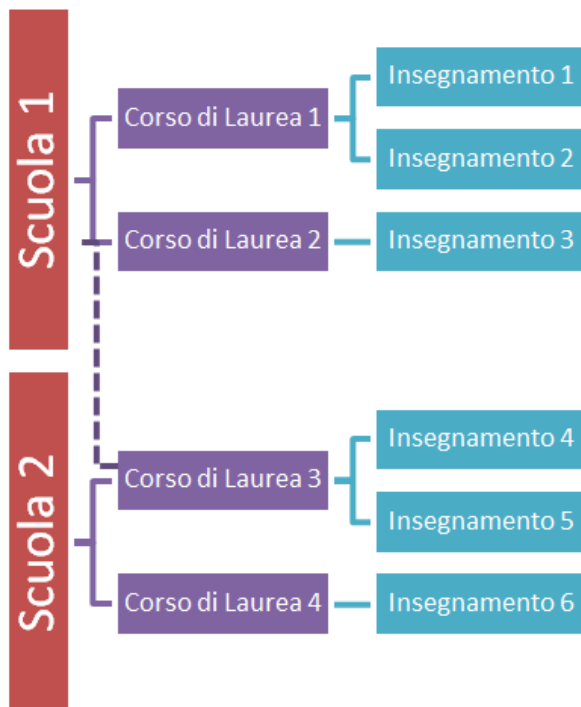 Scuola 1
Corso di Laurea 1
Insegnamento 1
Insegnamento 2
Corso di Laurea 2
Insegnamento 3
Scuola 2
Corso di Laurea 3
Insegnamento 4
Insegnamento 5
Corso di Laurea 4
Insegnamento 6